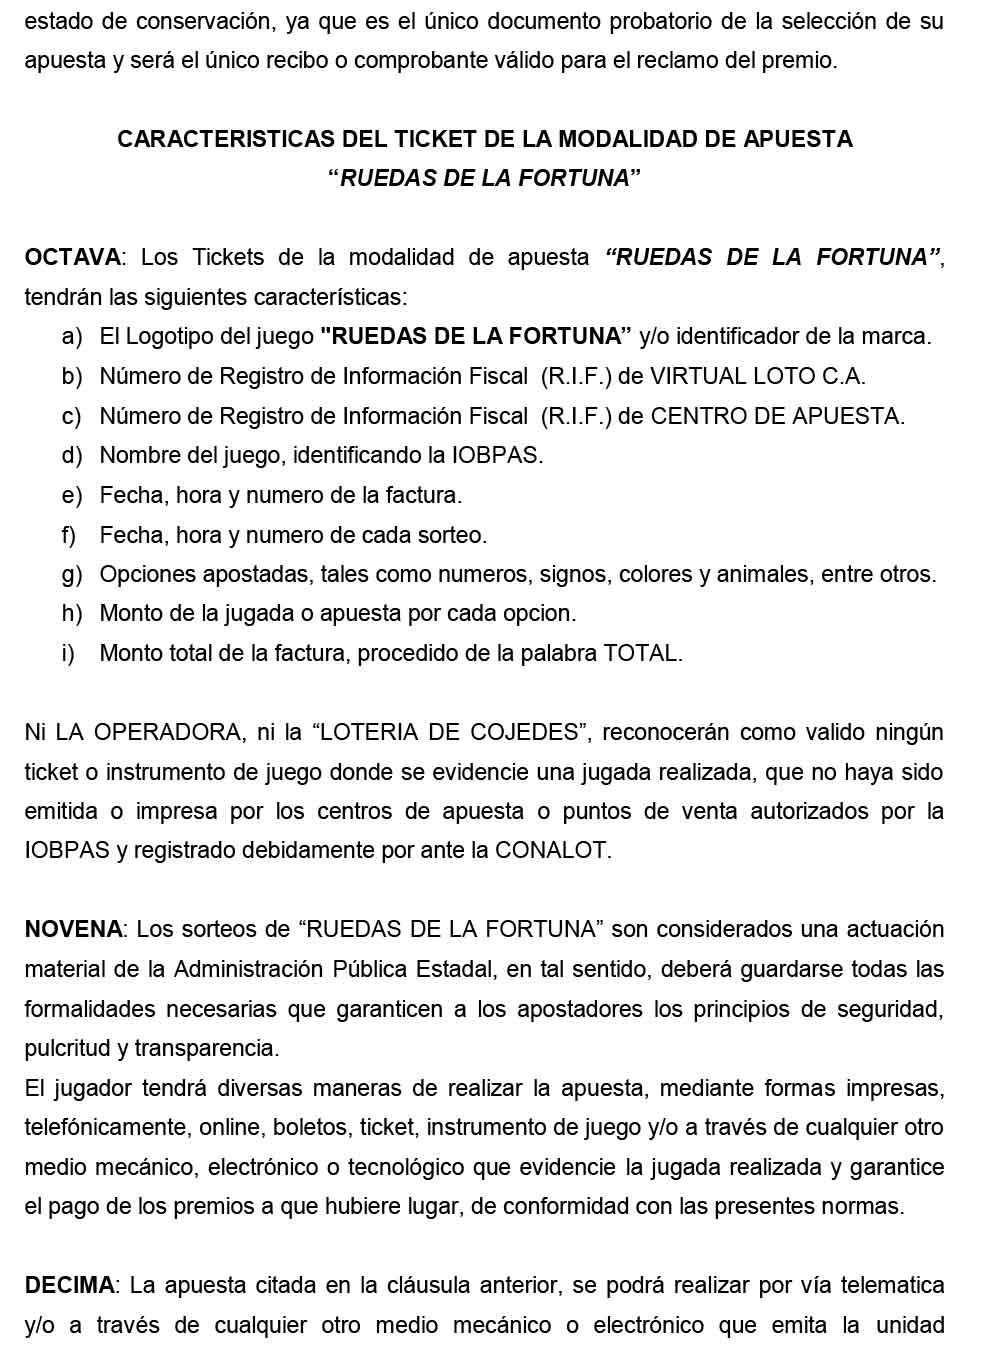 estado de conservación, ya que es el único documento probatorio de la selección de su
apuesta y será el único recibo o comprobante válido para el reclamo del premio.
CARACTERISTICAS DEL TICKET DE LA MODALIDAD DE APUESTA
“RUEDAS DE LA FORTUNA”
OCTAVA: Los Tickets de la modalidad de apuesta “RUEDAS DE LA FORTUNA”,
tendrán las siguientes características:
a) El Logotipo del juego "RUEDAS DE LA FORTUNA” y/o identificador de la marca.
b) Número de Registro de Información Fiscal (R.I.F.) de VIRTUAL LOTO C.A.
c) Número de Registro de Información Fiscal (R.I.F.) de CENTRO DE APUESTA.
d) Nombre del juego, identificando la IOBPAS.
e) Fecha, hora y numero de la factura.
f) Fecha, hora y numero de cada sorteo.
g) Opciones apostadas, tales como numeros, signos, colores y animales, entre otros.
h) Monto de la jugada o apuesta por cada opcion.
i) Monto total de la factura, procedido de la palabra TOTAL.
Ni LA OPERADORA, ni la “LOTERIA DE COJEDES”, reconocerán como valido ningún
ticket o instrumento de juego donde se evidencie una jugada realizada, que no haya sido
emitida o impresa por los centros de apuesta o puntos de venta autorizados por la
IOBPAS y registrado debidamente por ante la CONALOT.
NOVENA: Los sorteos de “RUEDAS DE LA FORTUNA” son considerados una actuación
material de la Administración Pública Estadal, en tal sentido, deberá guardarse todas las
formalidades necesarias que garanticen a los apostadores los principios de seguridad,
pulcritud y transparencia.
El jugador tendrá diversas maneras de realizar la apuesta, mediante formas impresas,
telefónicamente, online, boletos, ticket, instrumento de juego y/o a través de cualquier otro
medio mecánico, electrónico o tecnológico que evidencie la jugada realizada y garantice
el pago de los premios a que hubiere lugar, de conformidad con las presentes normas.
DECIMA: La apuesta citada en la cláusula anterior, se podrá realizar por vía telematica
y/o a través de cualquier otro medio mecánico o electrónico que emita la unidad